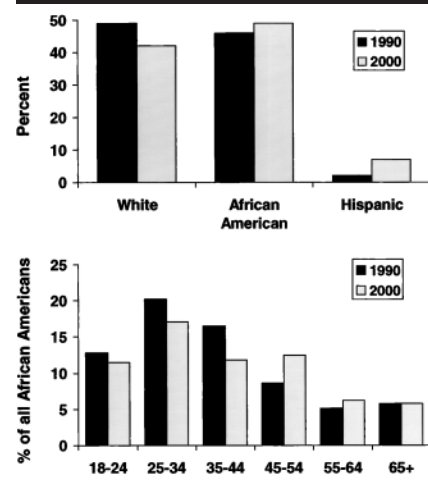 50
1990
2000
40
30
20
10
0
Percent
White
African
American
Hispanic
25
1990
2000
20
15
10
5
0
% of all African Americans
18-24 25-34 35-44 45-54 55-64 65+